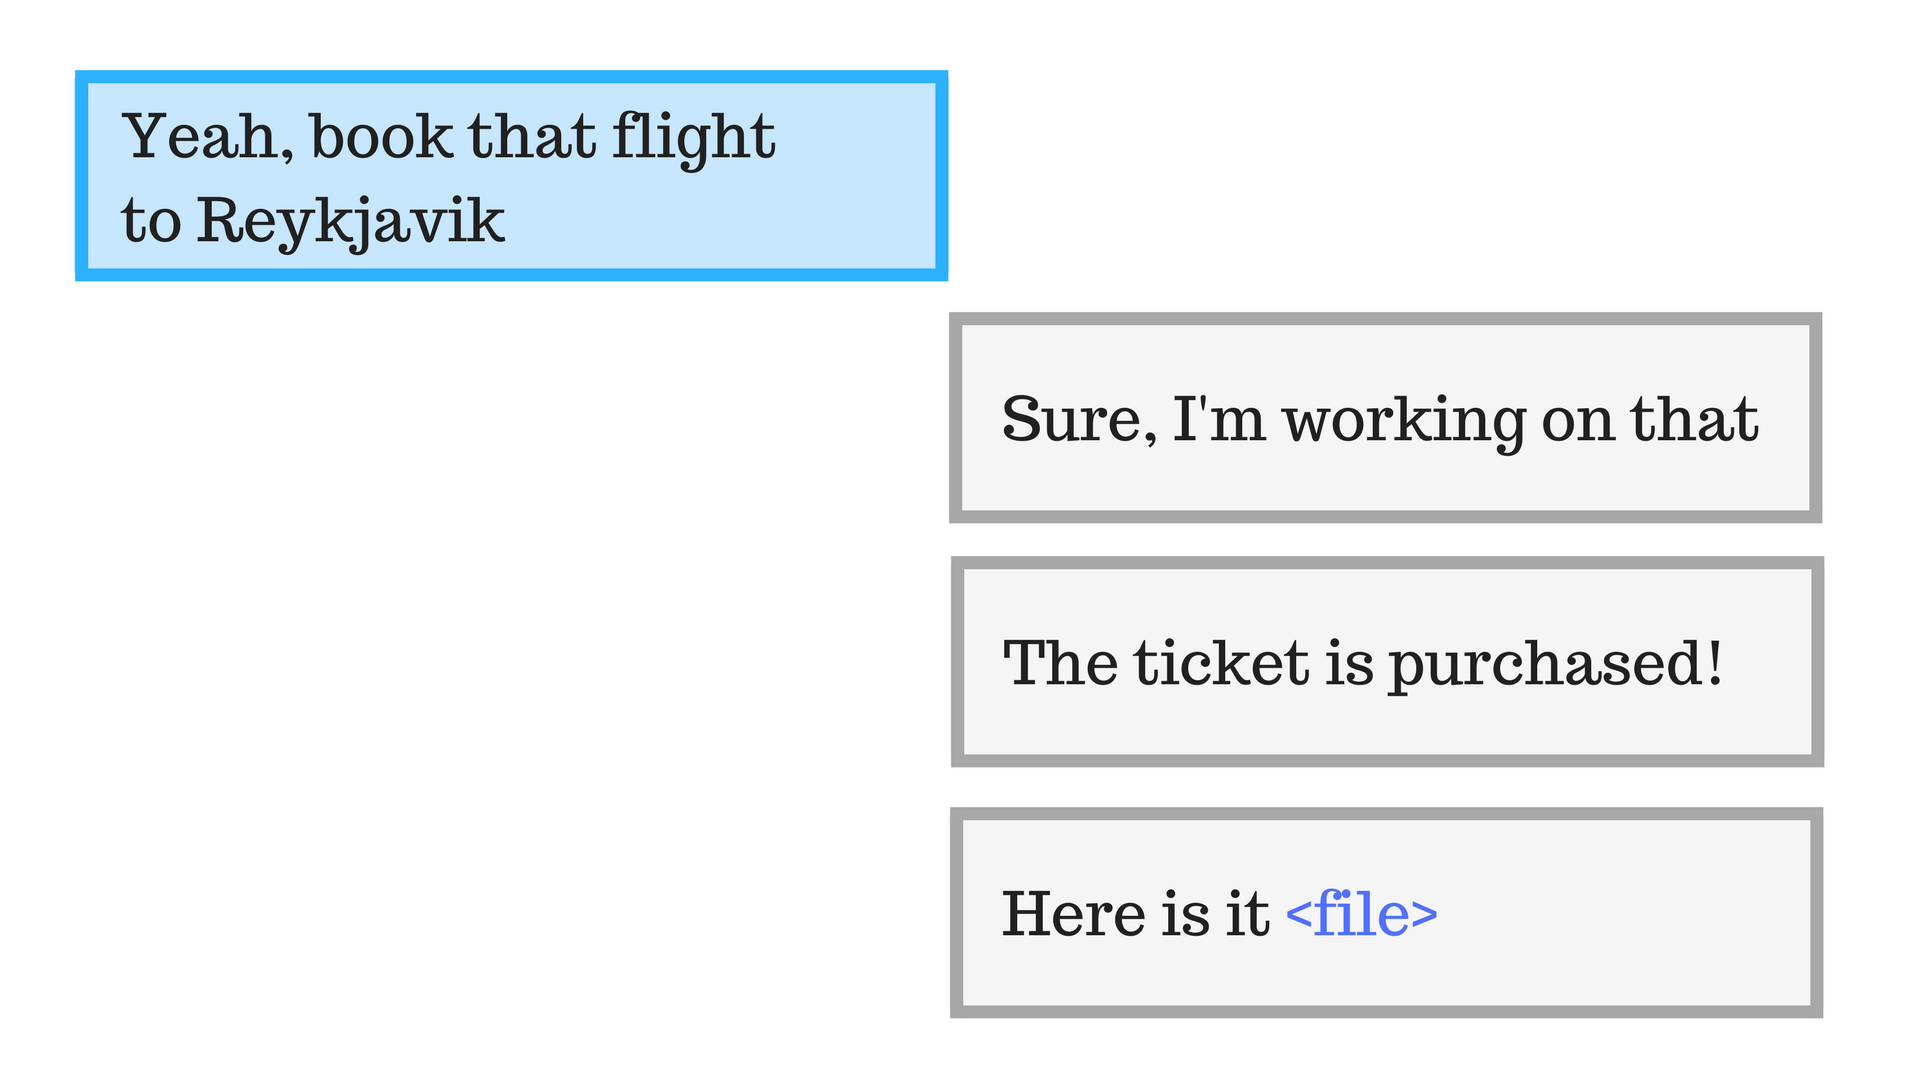 Yeah, book that flight
to Reykjavik
Sure, I'm working on that
The ticket is purchased!
Here is it <file>